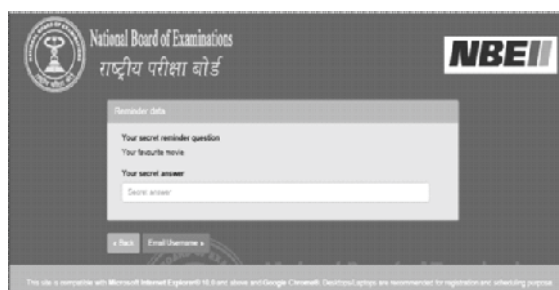 National Board of Examinations
राष्ट्रीय परीक्षा बोर्ड
NBE
Reminder data
Your secret reminder question
Your favourite movie
Your secret answer
Secret answer
« Back
Email Username »
This site is compatible with Microsoft Internet Explorer® 10.0 and above and Google Chrome®. Desktops/Laptops are recommended for registration and scheduling purpose